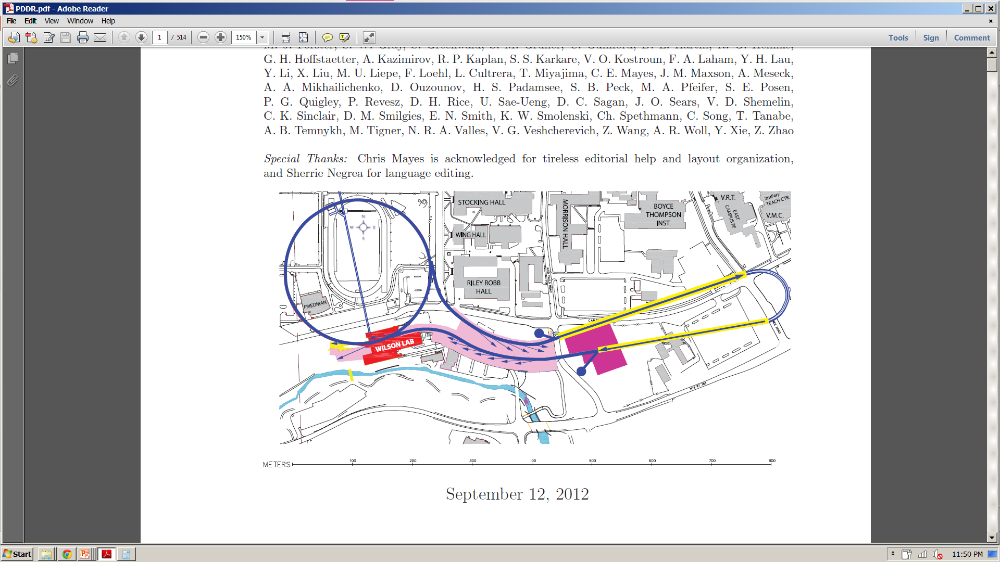 PDDR.pdf - Adobe Reader
File Edit View Window Help
1 / 514 150% Tools Sign Comment
G. H. Hoffstaetter, A. Kazimirov, R. P. Kaplan, S. S. Karkare, V. O. Kostroun, F. A. Laham, Y. H. Lau,
Y. Li, X. Liu, M. U. Liepe, F. Loehl, L. Cultrera, T. Miyajima, C. E. Mayes, J. M. Maxson, A. Meseck,
A. A. Mikhailichenko, D. Ouzounov, H. S. Padamsee, S. B. Peck, M. A. Pfeifer, S. E. Posen,
P. G. Quigley, P. Revesz, D. H. Rice, U. Sae-Ueng, D. C. Sagan, J. O. Sears, V. D. Shemelin,
C. K. Sinclair, D. M. Smilgies, E. N. Smith, K. W. Smolenski, Ch. Spethmann, C. Song, T. Tanabe,
A. B. Temnykh, M. Tigner, N. R. A. Valles, V. G. Veshcherevich, Z. Wang, A. R. Woll, Y. Xie, Z. Zhao
Special Thanks: Chris Mayes is acknowledged for tireless editorial help and layout organization,
and Sherrie Negrea for language editing.
STOCKING HALL
MORRISON HALL
BOYCE
THOMPSON
INST.
V.R.T.
EAST
CAMPUS RF
2nd'ary
TEACH CTR.
V.M.C.
N
E
S
WING HALL
RILEY ROBB
HALL
JUDD FALLS ROAD
FRIEDMAN
WILSON LAB
NYS RT 366
METERS 100 200 300 100 500 600 700 800
September 12, 2012
Start
11:50 PM